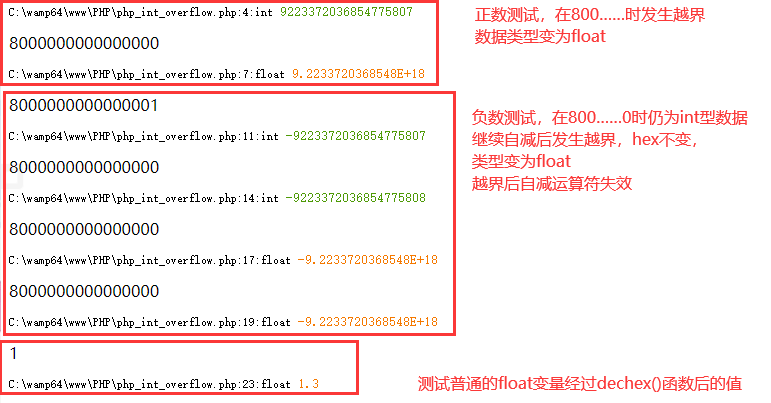 C:\wamp64\www\PHP\php_int_overflow.php:4:int 9223372036854775807
8000000000000000
C:\wamp64\www\PHP\php_int_overflow.php:7:float 9.2233720368548E+18
正数测试，在800……时发生越界
数据类型变为float
8000000000000001
C:\wamp64\www\PHP\php_int_overflow.php:11:int -9223372036854775807
8000000000000000
C:\wamp64\www\PHP\php_int_overflow.php:14:int -9223372036854775808
8000000000000000
C:\wamp64\www\PHP\php_int_overflow.php:17:float -9.2233720368548E+18
8000000000000000
C:\wamp64\www\PHP\php_int_overflow.php:19:float -9.2233720368548E+18
负数测试，在800……0时仍为int型数据
继续自减后发生越界，hex不变，
类型变为float
越界后自减运算符失效
1
C:\wamp64\www\PHP\php_int_overflow.php:23:float 1.3
测试普通的float变量经过dechex()函数后的值